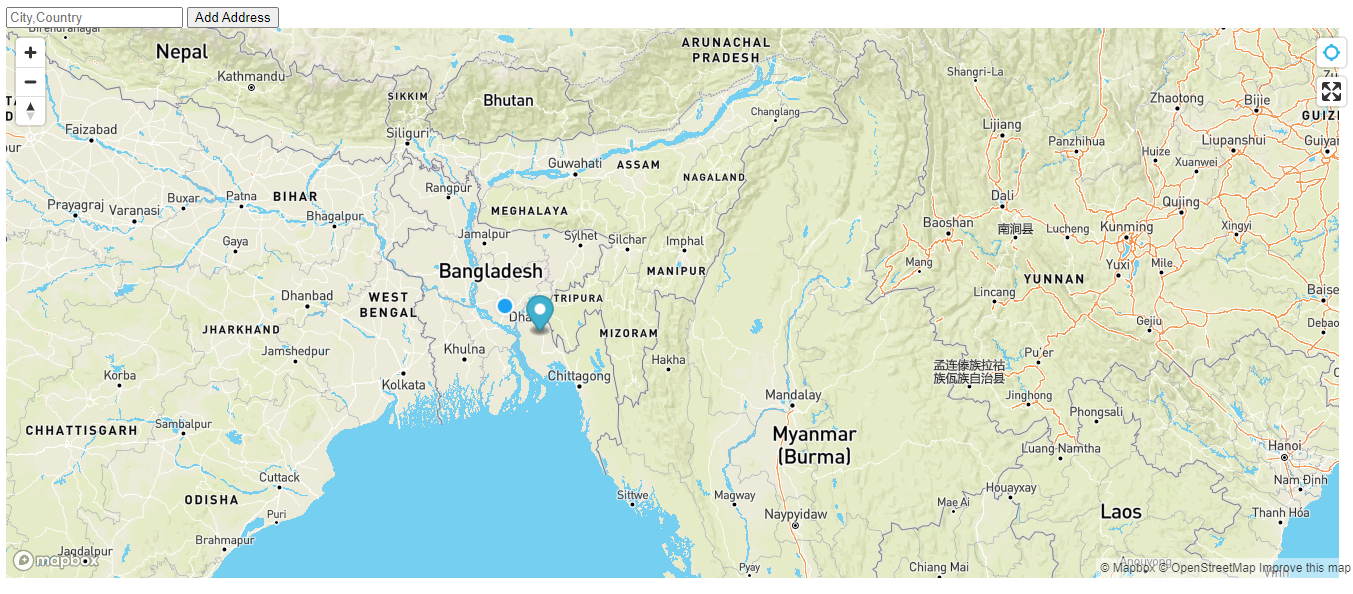 City,Country Add Address
Birendranagar
Nepal
ARUNACHAL
PRADESH
Kathmandu
Shangri-La
SIKKIM
Bhutan
Zhaotong
Bijie
Changlang
GUIZ
Faizabad
Siliguri
Lijiang
Panzhihua
Liupanshui
Guiyan
Huize
Guwahati
ASSAM
Xuanwei
NAGALAND
Rangpur
BIHAR
Patna
Buxar
Dali
Prayagraj
Varanasi
Bhagalpur
MEGHALAYA
Qujing
Baoshan
南涧县
Lucheng
Kunming
Xingyi
Gaya
Jamalpur
Sylhet
Silchar
Imphal
Bangladesh
MANIPUR
Mang
Yuxi
Mile
YUNNAN
Dhanbad
WEST
BENGAL
TRIPURA
Lincang
Baise
JHARKHAND
Dha
MIZORAM
Gejiu
Debao
Jamshedpur
Khulna
Hakha
Pu'er
孟连傣族拉祜
族佤族自治县
Korba
Kolkata
Chittagong
Mandalay
Jinghong
Phongsali
CHHATTISGARH
Sambalpur
Myanmar
(Burma)
Luang-Namtha
Hanoi
Cuttack
Nam Định
ODISHA
Sittwe
Magway
Mae Ai
Houayxay
Puri
Naypyidaw
Laos
Thanh Hóa
Brahmapur
Jagdalpur
mapbox
Pyay
Chiang Mai
© Mapbox © OpenStreetMap Improve this map